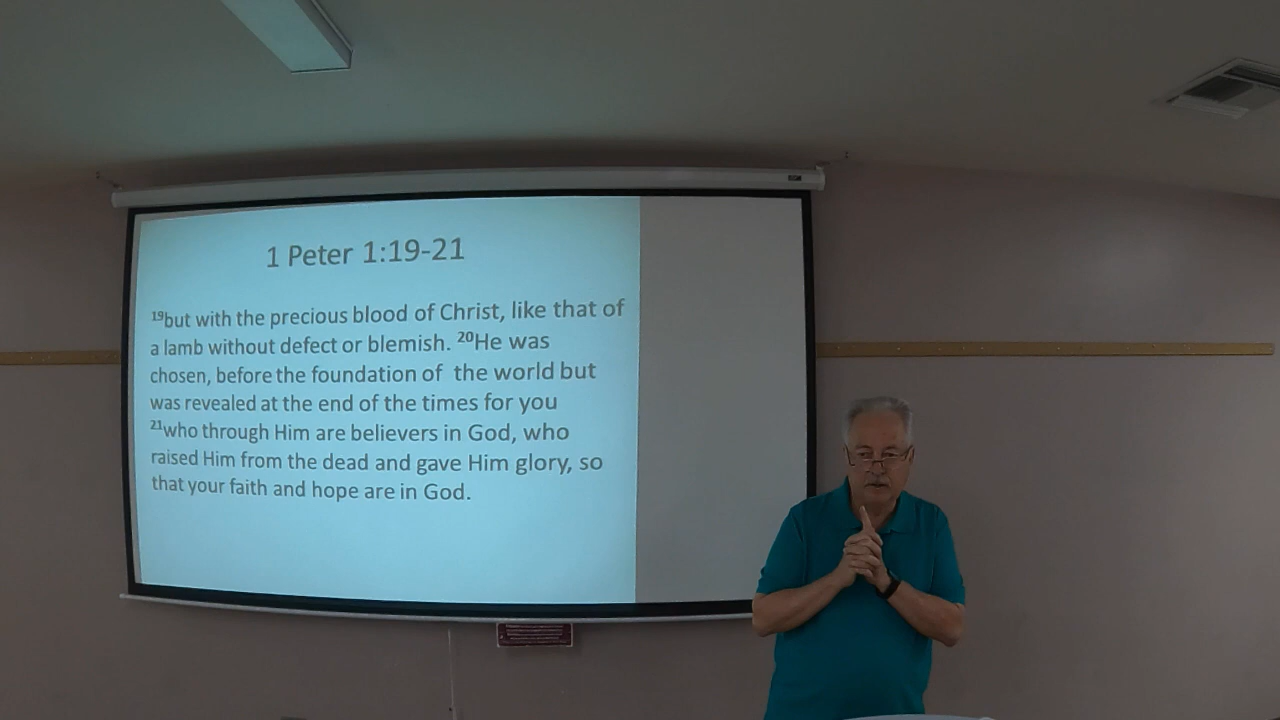 1 Peter 1:19-21
¹⁹but with the precious blood of Christ, like that of
a lamb without defect or blemish. ²⁰He was
chosen, before the foundation of the world but
was revealed at the end of the times for you
²¹who through Him are believers in God, who
raised Him from the dead and gave Him glory, so
that your faith and hope are in God.